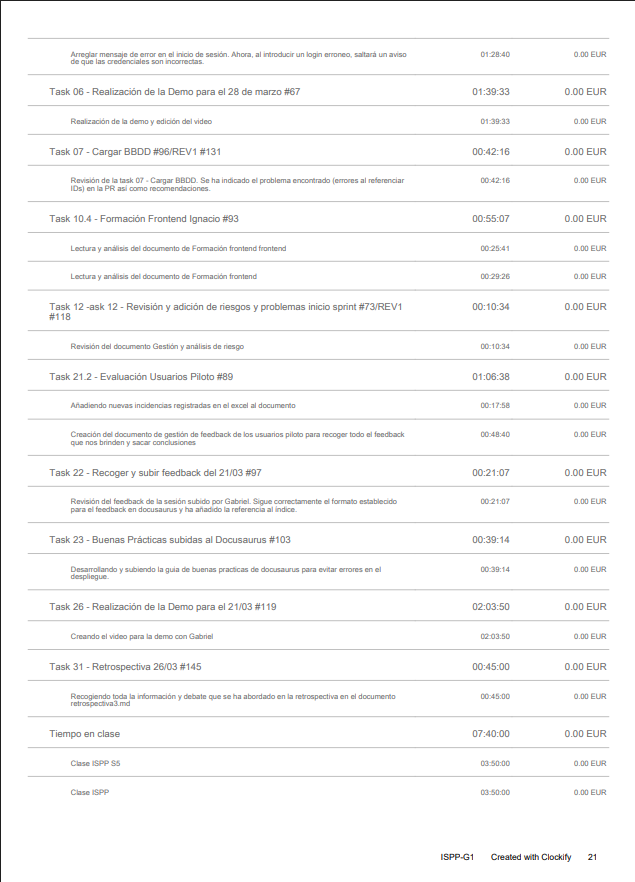 Arreglar mensaje de error en el inicio de sesión. Ahora, al introducir un login erroneo, saltará un aviso 01:28:40 0.00 EUR
de que las credenciales son incorrectas.
Task 06 - Realización de la Demo para el 28 de marzo #67 01:39:33 0.00 EUR
Realización de la demo y edición del video 01:39:33 0.00 EUR
Task 07 - Cargar BBDD #96/REV1 #131 00:42:16 0.00 EUR
Revisión de la task 07 - Cargar BBDD. Se ha indicado el problema encontrado (errores al referenciar 00:42:16 0.00 EUR
IDs) en la PR así como recomendaciones.
Task 10.4 - Formación Frontend Ignacio #93 00:55:07 0.00 EUR
Lectura y análisis del documento de Formación frontend frontend 00:25:41 0.00 EUR
Lectura y análisis del documento de Formación frontend 00:29:26 0.00 EUR
Task 12 -ask 12 - Revisión y adición de riesgos y problemas inicio sprint #73/REV1 00:10:34 0.00 EUR
#118
Revisión del documento Gestión y análisis de riesgo 00:10:34 0.00 EUR
Task 21.2 - Evaluación Usuarios Piloto #89 01:06:38 0.00 EUR
Añadiendo nuevas incidencias registradas en el excel al documento 00:17:58 0.00 EUR
Creación del documento de gestión de feedback de los usuarios piloto para recoger todo el feedback 00:48:40 0.00 EUR
que nos brinden y sacar conclusiones
Task 22 - Recoger y subir feedback del 21/03 #97 00:21:07 0.00 EUR
Revisión del feedback de la sesión subido por Gabriel. Sigue correctamente el formato establecido 00:21:07 0.00 EUR
para el feedback en docusaurus y ha añadido la referencia al índice.
Task 23 - Buenas Prácticas subidas al Docusaurus #103 00:39:14 0.00 EUR
Desarrollando y subiendo la guia de buenas practicas de docusaurus para evitar errores en el 00:39:14 0.00 EUR
despliegue.
Task 26 - Realización de la Demo para el 21/03 #119 02:03:50 0.00 EUR
Creando el video para la demo con Gabriel 02:03:50 0.00 EUR
Task 31 - Retrospectiva 26/03 #145 00:45:00 0.00 EUR
Recogiendo toda la información y debate que se ha abordado en la retrospectiva en el documento 00:45:00 0.00 EUR
retrospectiva3.md
Tiempo en clase 07:40:00 0.00 EUR
Clase ISPP S5 03:50:00 0.00 EUR
Clase ISPP 03:50:00 0.00 EUR
ISPP-G1 Created with Clockify 21